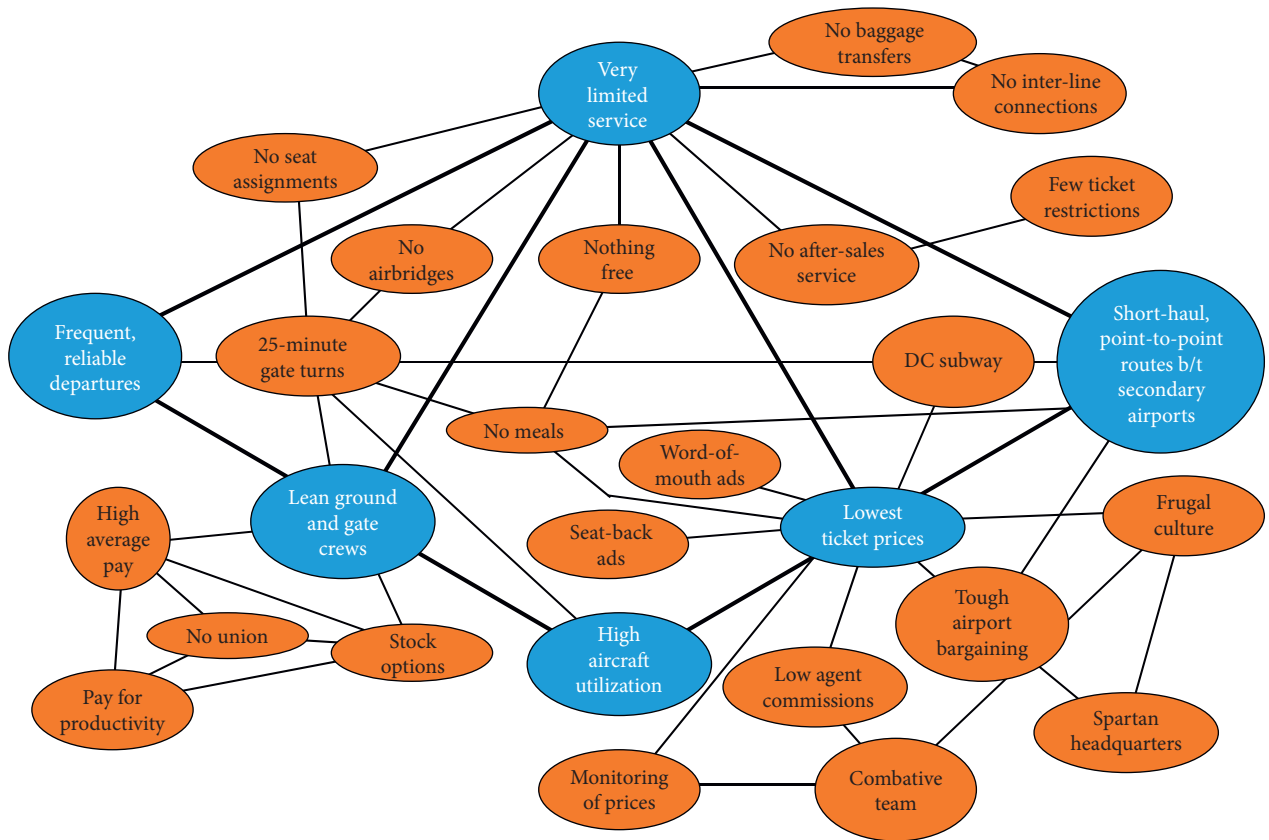 No baggage
transfers
Very
limited
service
No inter-line
connections
No seat
assignments
Few ticket
restrictions
No
airbridges
Nothing
free
No after-sales
service
Frequent,
reliable
departures
25-minute
gate turns
DC subway
Short-haul,
point-to-point
routes b/t
secondary
airports
No meals
Word-of-
mouth ads
High
average
pay
Lean ground
and gate
crews
Seat-back
ads
Lowest
ticket prices
Frugal
culture
No union
Stock
options
High
aircraft
utilization
Tough
airport
bargaining
Pay for
productivity
Low agent
commissions
Spartan
headquarters
Monitoring
of prices
Combative
team